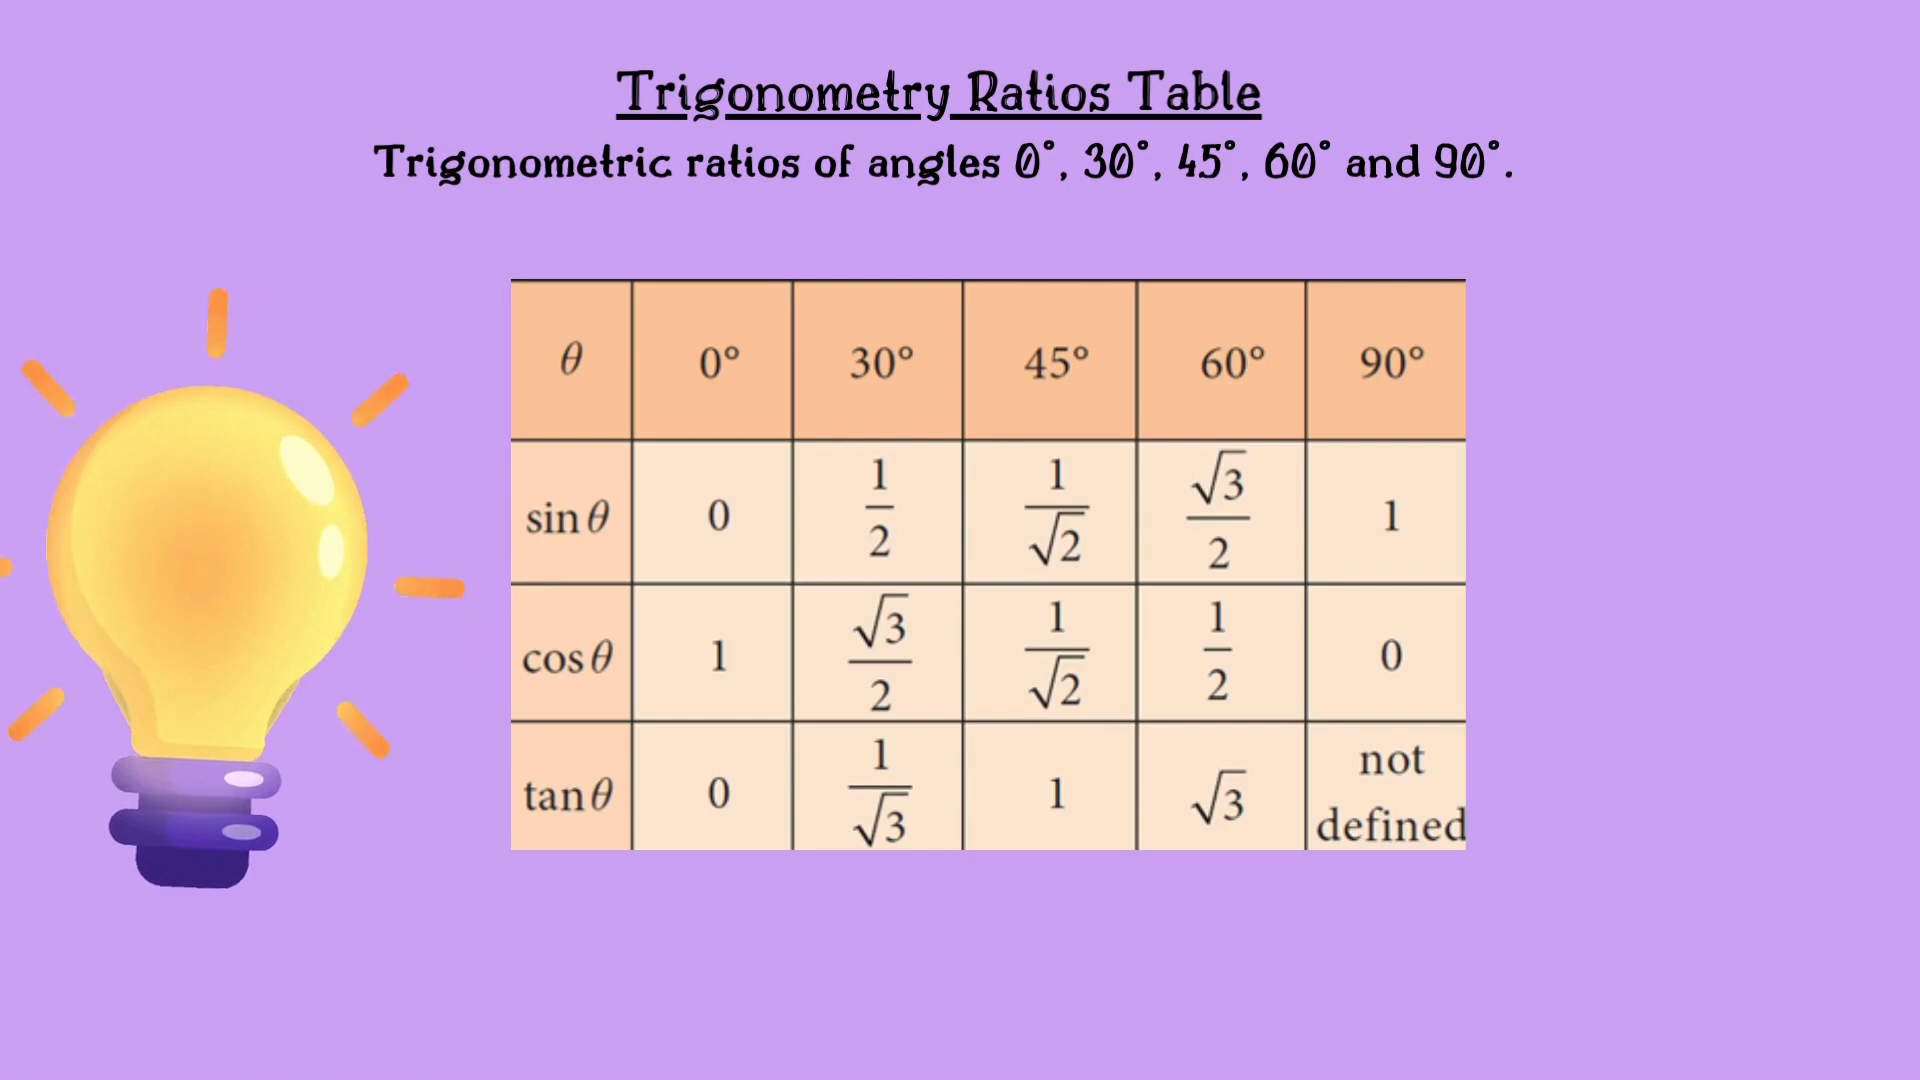 Trigonometry Ratios Table
Trigonometric ratios of angles 0°, 30°, 45°, 60° and 90°.
θ 0° 30° 45° 60° 90°
sin θ 0 1/2 1/√2 √3/2 1
cos θ 1 √3/2 1/√2 1/2 0
tan θ 0 1/√3 1 √3 not defined